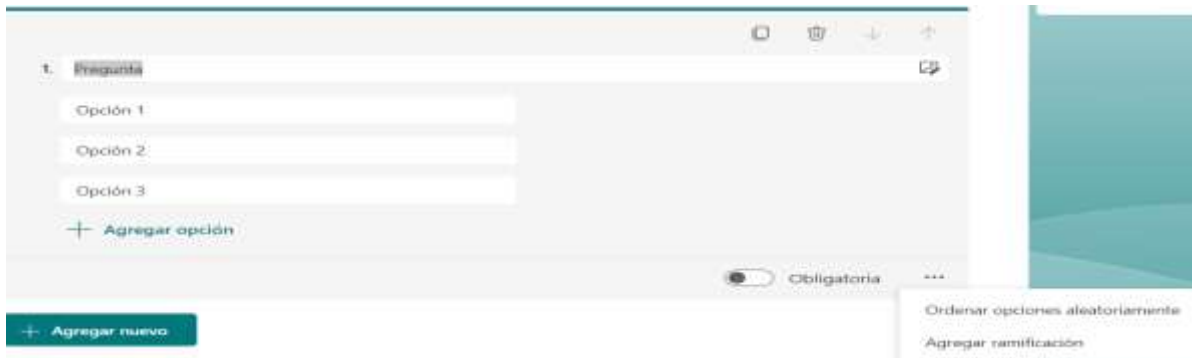 1. Pregunta
Opción 1
Opción 2
Opción 3
+ Agregar opción
Obligatoria
Ordenar opciones aleatoriamente
+ Agregar nuevo
Agregar ramificación